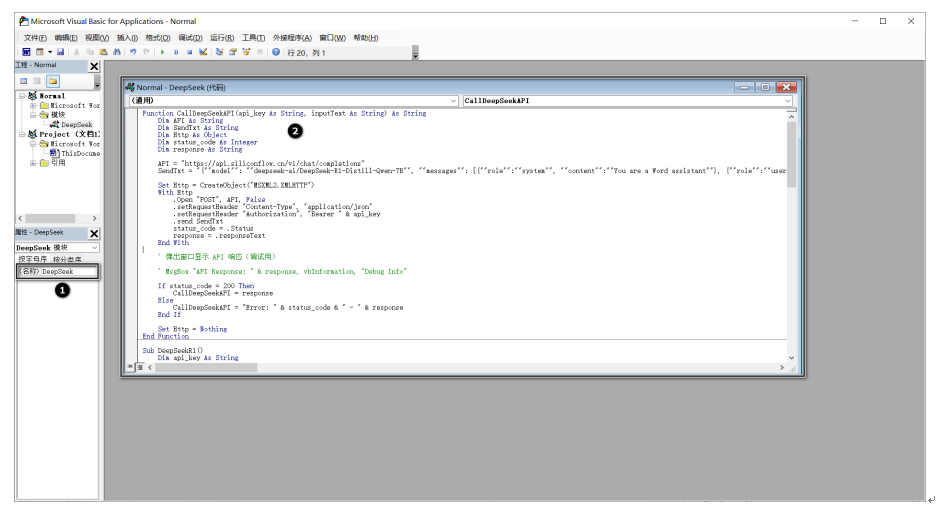 Microsoft Visual Basic for Applications - Normal
文件(F) 编辑(E) 视图(V) 插入(I) 格式(O) 调试(D) 运行(R) 工具(T) 外接程序(A) 窗口(W) 帮助(H)
行 20, 列 1
工程 - Normal
Normal
Microsoft Wor
模块
DeepSeek
Project (文档1)
Microsoft Wor
ThisDocume
引用
属性 - DeepSeek
DeepSeek 模块
按字母序 按分类序
(名称) DeepSeek
1
Normal - DeepSeek (代码)
(通用) CallDeepSeekAPI
Function CallDeepSeekAPI(api_key As String, inputText As String) As String
Dim API As String
Dim SendTxt As String
Dim Http As Object
Dim status_code As Integer
Dim response As String
2
API = "https://api.siliconflow.cn/v1/chat/completions"
SendTxt = "{""model"": ""deepseek-ai/DeepSeek-R1-Distill-Qwen-7B"", ""messages"": [{""role"":""system"", ""content"":""You are a Word assistant""}, {""role"":""user
Set Http = CreateObject("MSXML2.XMLHTTP")
With Http
.Open "POST", API, False
.setRequestHeader "Content-Type", "application/json"
.setRequestHeader "Authorization", "Bearer " & api_key
.send SendTxt
status_code = .Status
response = .responseText
End With
' 弹出窗口显示 API 响应（调试用）
' MsgBox "API Response: " & response, vbInformation, "Debug Info"
If status_code = 200 Then
CallDeepSeekAPI = response
Else
CallDeepSeekAPI = "Error: " & status_code & " - " & response
End If
Set Http = Nothing
End Function
Sub DeepSeekR1()
Dim api_key As String